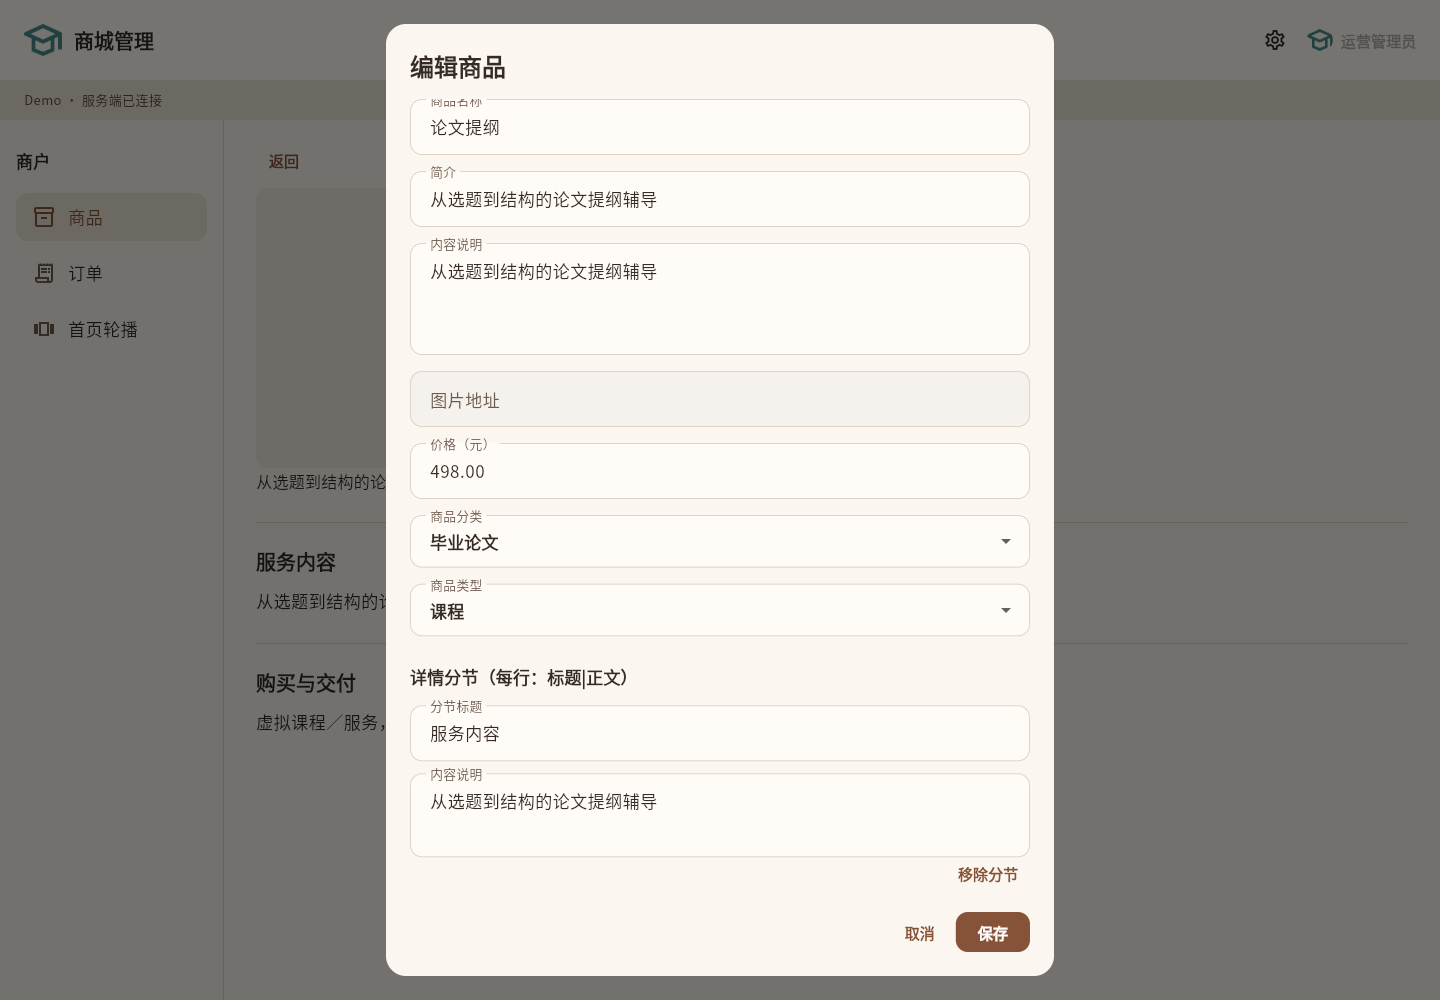 商城管理
运营管理员
Demo · 服务端已连接
商户
商品
订单
首页轮播
返回
从选题到结构的论
服务内容
从选题到结构的
购买与交付
虚拟课程／服务，
编辑商品
商品名称
论文提纲
简介
从选题到结构的论文提纲辅导
内容说明
从选题到结构的论文提纲辅导
图片地址
价格（元）
498.00
商品分类
毕业论文
商品类型
课程
详情分节（每行：标题|正文）
分节标题
服务内容
内容说明
从选题到结构的论文提纲辅导
移除分节
取消
保存